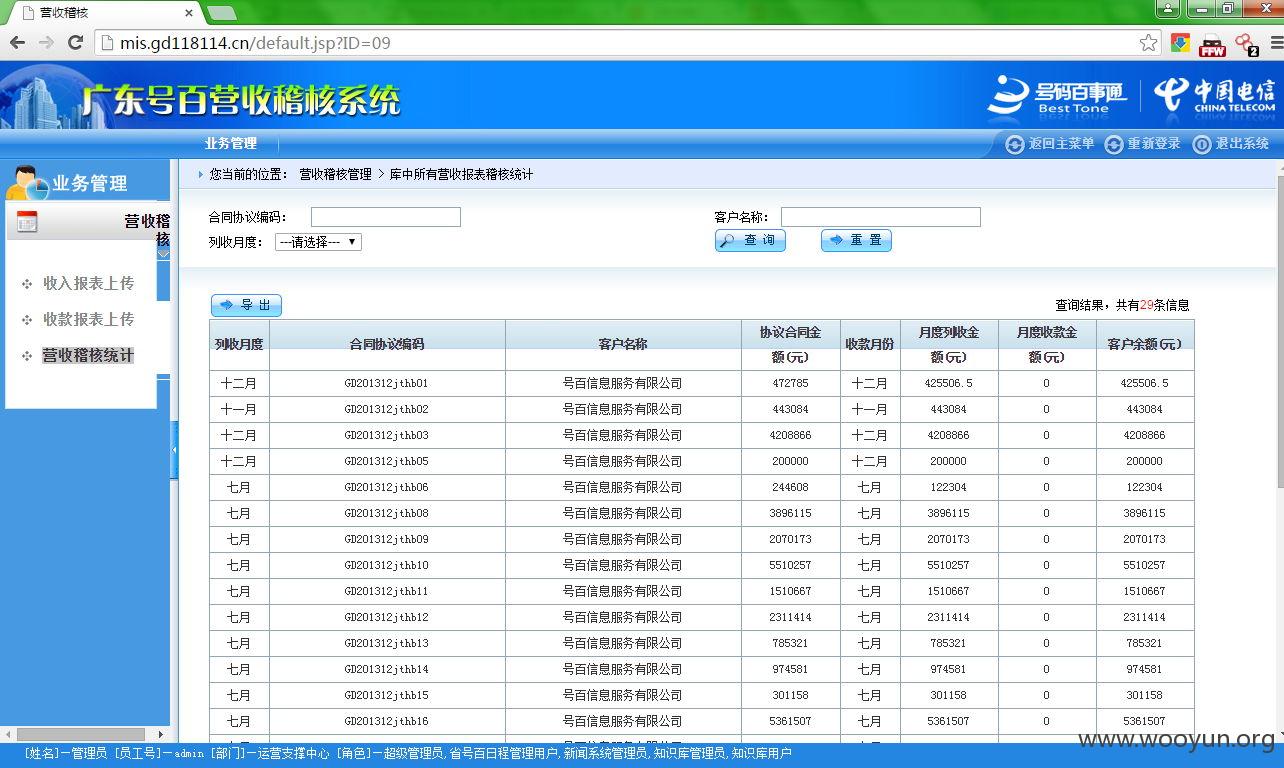 营收稽核
mis.gd118114.cn/default.jsp?ID=09
FFW
2
广东号百营收稽核系统
号码百事通
Best Tone
中国电信
CHINA TELECOM
业务管理
返回主菜单 重新登录 退出系统
业务管理
营收稽
核
收入报表上传
收款报表上传
营收稽核统计
您当前的位置: 营收稽核管理 > 库中所有营收报表稽核统计
合同协议编码:
客户名称:
列收月度: ---请选择---
查 询
重 置
导 出
查询结果，共有29条信息
列收月度 合同协议编码 客户名称 协议合同金额(元) 收款月份 月度列收金额(元) 月度收款金额(元) 客户余额(元)
十二月 GD201312jthb01 号百信息服务有限公司 472785 十二月 425506.5 0 425506.5
十一月 GD201312jthb02 号百信息服务有限公司 443084 十一月 443084 0 443084
十二月 GD201312jthb03 号百信息服务有限公司 4208866 十二月 4208866 0 4208866
十二月 GD201312jthb05 号百信息服务有限公司 200000 十二月 200000 0 200000
七月 GD201312jthb06 号百信息服务有限公司 244608 七月 122304 0 122304
七月 GD201312jthb08 号百信息服务有限公司 3896115 七月 3896115 0 3896115
七月 GD201312jthb09 号百信息服务有限公司 2070173 七月 2070173 0 2070173
七月 GD201312jthb10 号百信息服务有限公司 5510257 七月 5510257 0 5510257
七月 GD201312jthb11 号百信息服务有限公司 1510667 七月 1510667 0 1510667
七月 GD201312jthb12 号百信息服务有限公司 2311414 七月 2311414 0 2311414
七月 GD201312jthb13 号百信息服务有限公司 785321 七月 785321 0 785321
七月 GD201312jthb14 号百信息服务有限公司 974581 七月 974581 0 974581
七月 GD201312jthb15 号百信息服务有限公司 301158 七月 301158 0 301158
七月 GD201312jthb16 号百信息服务有限公司 5361507 七月 5361507 0 5361507
www.wooyun.org
[姓名]—管理员 [员工号]—admin [部门]—运营支撑中心 [角色]—超级管理员,省号百日程管理用户,新闻系统管理员,知识库管理员,知识库用户